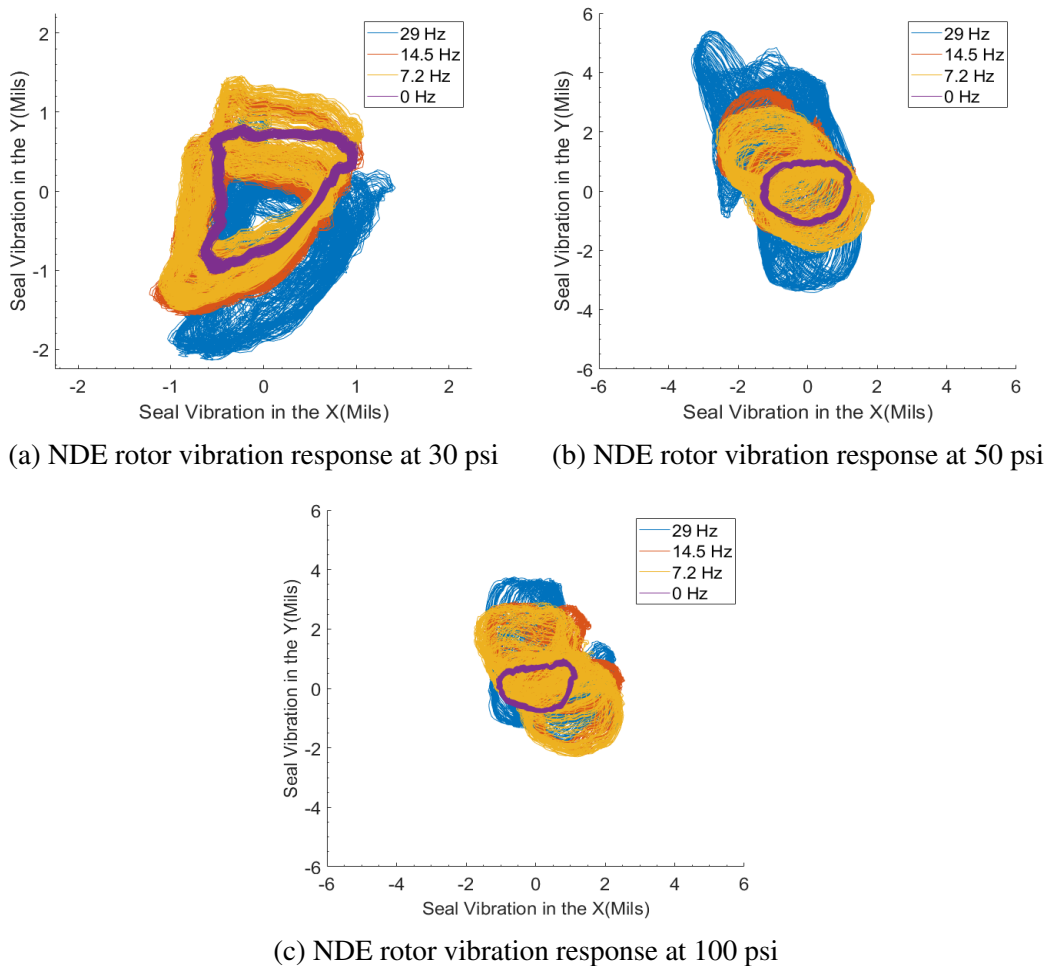 2
1
0
-1
-2
Seal Vibration in the Y(Mils)
29 Hz
14.5 Hz
7.2 Hz
0 Hz
-2
-1
0
1
2
Seal Vibration in the X(Mils)
(a) NDE rotor vibration response at 30 psi
6
4
2
0
-2
-4
-6
Seal Vibration in the Y(Mils)
29 Hz
14.5 Hz
7.2 Hz
0 Hz
-6
-4
-2
0
2
4
6
Seal Vibration in the X(Mils)
(b) NDE rotor vibration response at 50 psi
6
4
2
0
-2
-4
-6
Seal Vibration in the Y(Mils)
29 Hz
14.5 Hz
7.2 Hz
0 Hz
-6
-4
-2
0
2
4
6
Seal Vibration in the X(Mils)
(c) NDE rotor vibration response at 100 psi